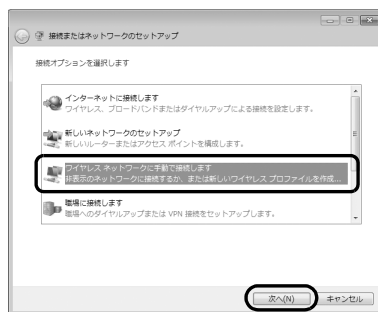 接続またはネットワークのセットアップ
接続オプションを選択します
インターネットに接続します
ワイヤレス、ブロードバンドまたはダイヤルアップによる接続を設定します。
新しいネットワークのセットアップ
新しいルーターまたはアクセス ポイントを構成します。
ワイヤレス ネットワークに手動で接続します
非表示のネットワークに接続するか、または新しいワイヤレス プロファイルを作成...
職場に接続します
職場へのダイヤルアップまたは VPN 接続をセットアップします。
次へ(N)
キャンセル